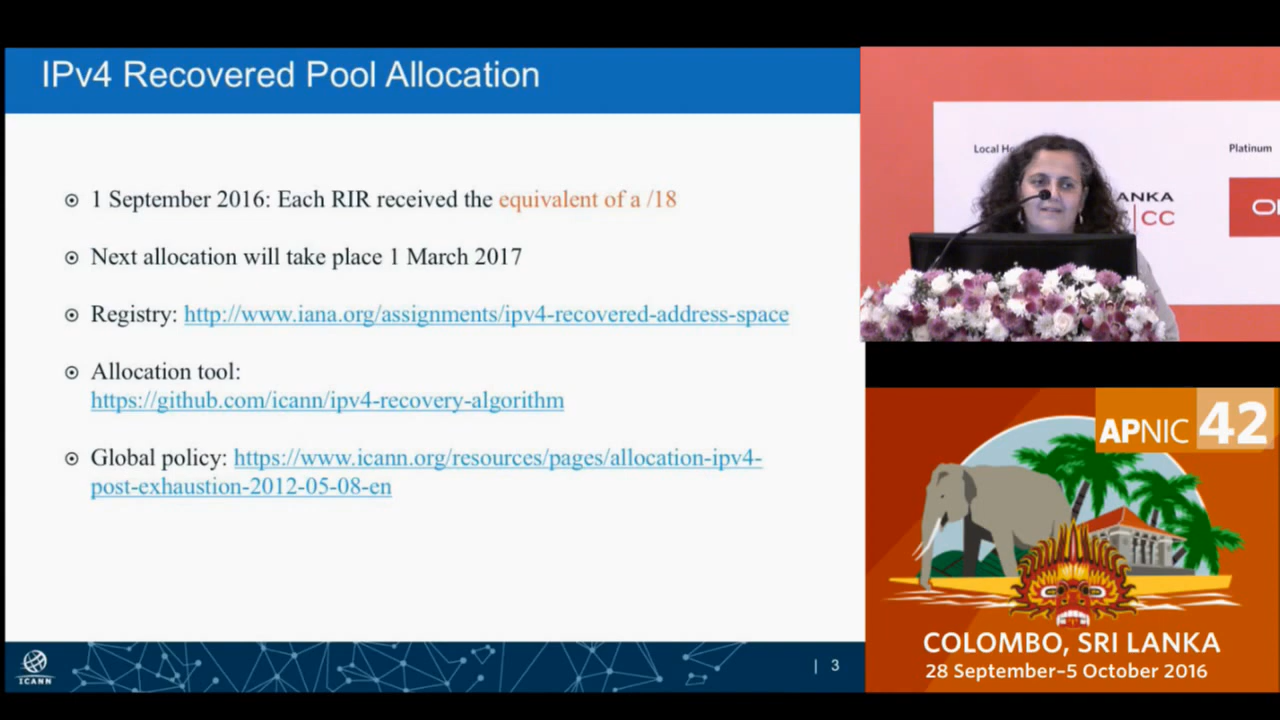 IPv4 Recovered Pool Allocation
1 September 2016: Each RIR received the equivalent of a /18
Next allocation will take place 1 March 2017
Registry: http://www.iana.org/assignments/ipv4-recovered-address-space
Allocation tool:
https://github.com/icann/ipv4-recovery-algorithm
Global policy: https://www.icann.org/resources/pages/allocation-ipv4-
post-exhaustion-2012-05-08-en
ICANN
| 3
Local
Platinum
ANKA
CC
APNIC 42
COLOMBO, SRI LANKA
28 September–5 October 2016